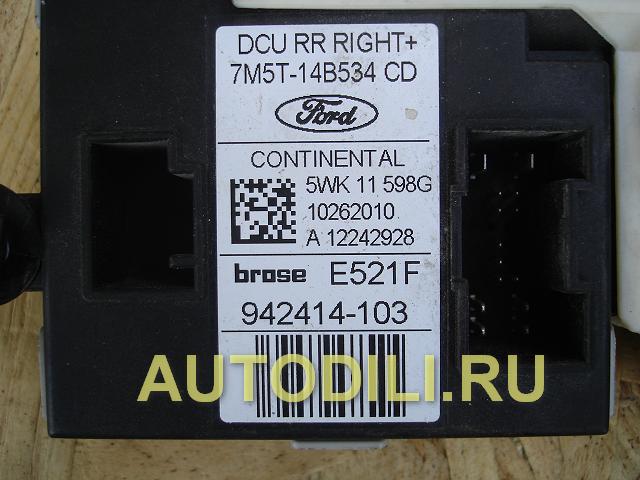 DCU RR RIGHT+
7M5T-14B534 CD
Ford
CONTINENTAL
5WK 11 598G
10262010
A 12242928
brose E521F
942414-103
AUTODILI.RU